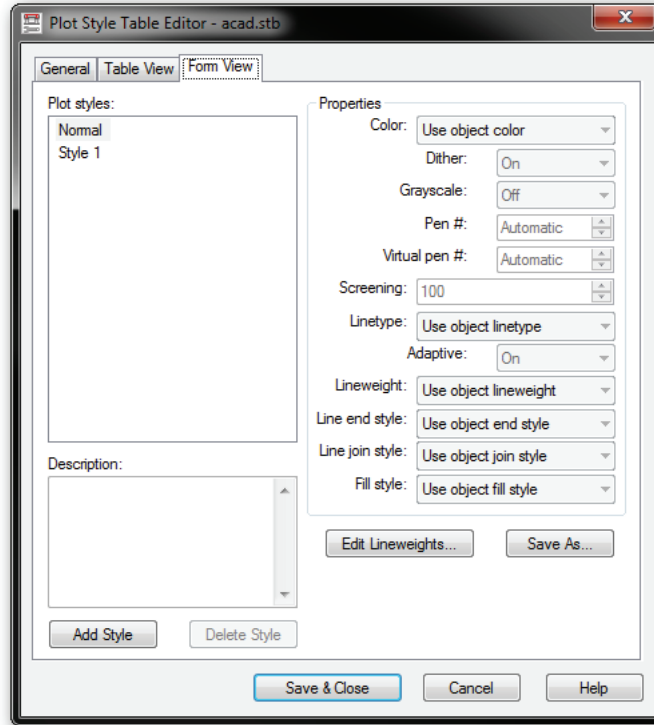 Plot Style Table Editor - acad.stb
General Table View Form View
Plot styles:
Normal
Style 1
Description:
Add Style Delete Style
Properties
Color: Use object color
Dither: On
Grayscale: Off
Pen #: Automatic
Virtual pen #: Automatic
Screening: 100
Linetype: Use object linetype
Adaptive: On
Lineweight: Use object lineweight
Line end style: Use object end style
Line join style: Use object join style
Fill style: Use object fill style
Edit Lineweights... Save As...
Save & Close Cancel Help